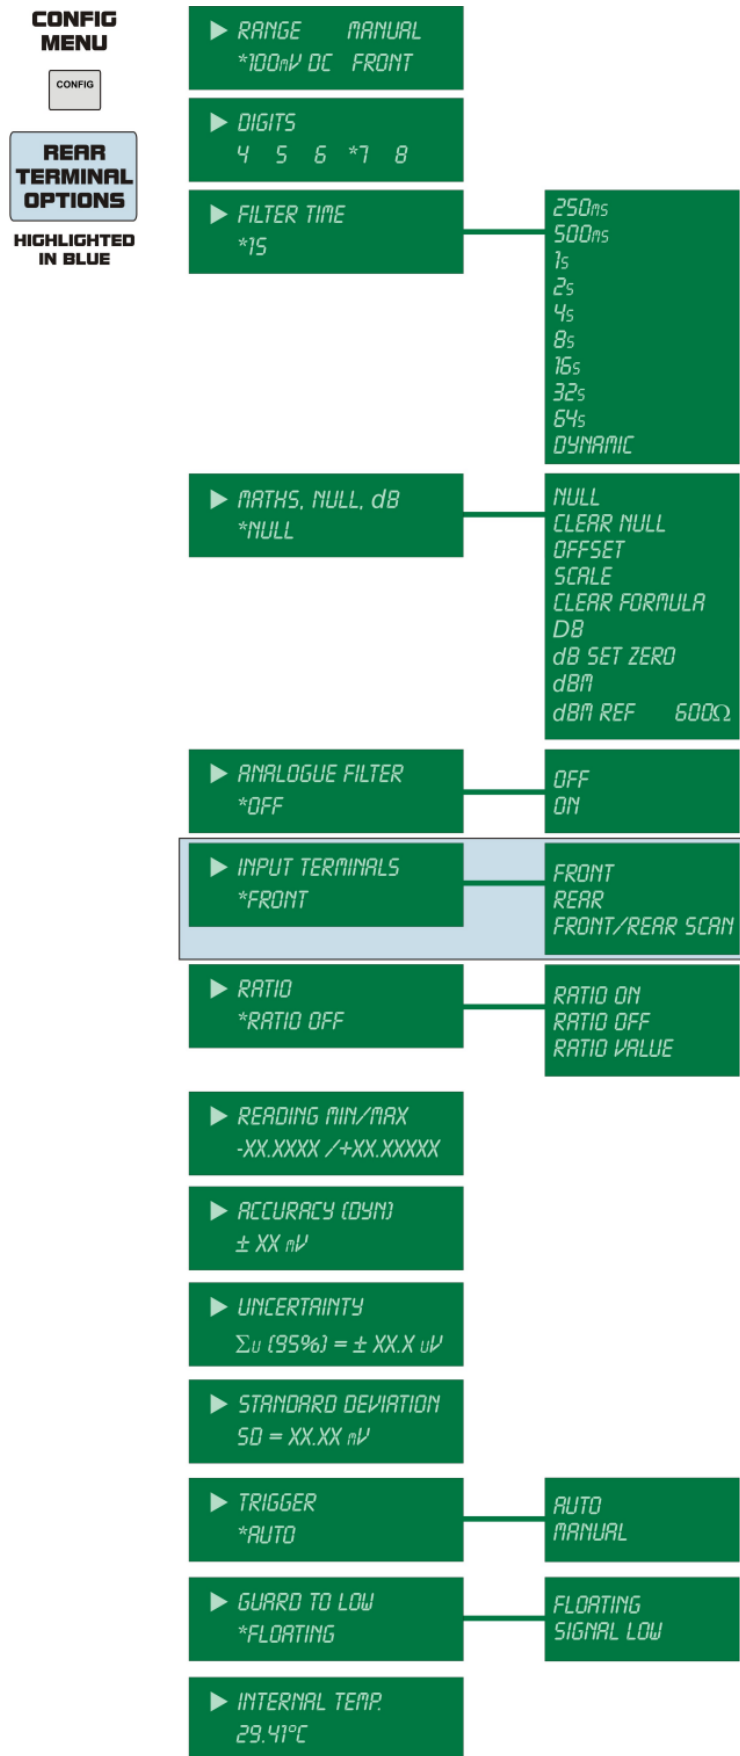 CONFIG
MENU
CONFIG
REAR
TERMINAL
OPTIONS
HIGHLIGHTED
IN BLUE
RANGE MANUAL
*100mV DC FRONT
DIGITS
4 5 6 *7 8
FILTER TIME
*1S
250ms
500ms
1s
2s
4s
8s
16s
32s
64s
DYNAMIC
MATHS, NULL, dB
*NULL
NULL
CLEAR NULL
OFFSET
SCALE
CLEAR FORMULA
DB
dB SET ZERO
dBM
dBM REF 600Ω
ANALOGUE FILTER
*OFF
OFF
ON
INPUT TERMINALS
*FRONT
FRONT
REAR
FRONT/REAR SCAN
RATIO
*RATIO OFF
RATIO ON
RATIO OFF
RATIO VALUE
READING MIN/MAX
-XX.XXXX /+XX.XXXXX
ACCURACY (DYN)
± XX mV
UNCERTAINTY
Σu (95%) = ± XX.X uV
STANDARD DEVIATION
SD = XX.XX mV
TRIGGER
*AUTO
AUTO
MANUAL
GUARD TO LOW
*FLOATING
FLOATING
SIGNAL LOW
INTERNAL TEMP.
29.41°C